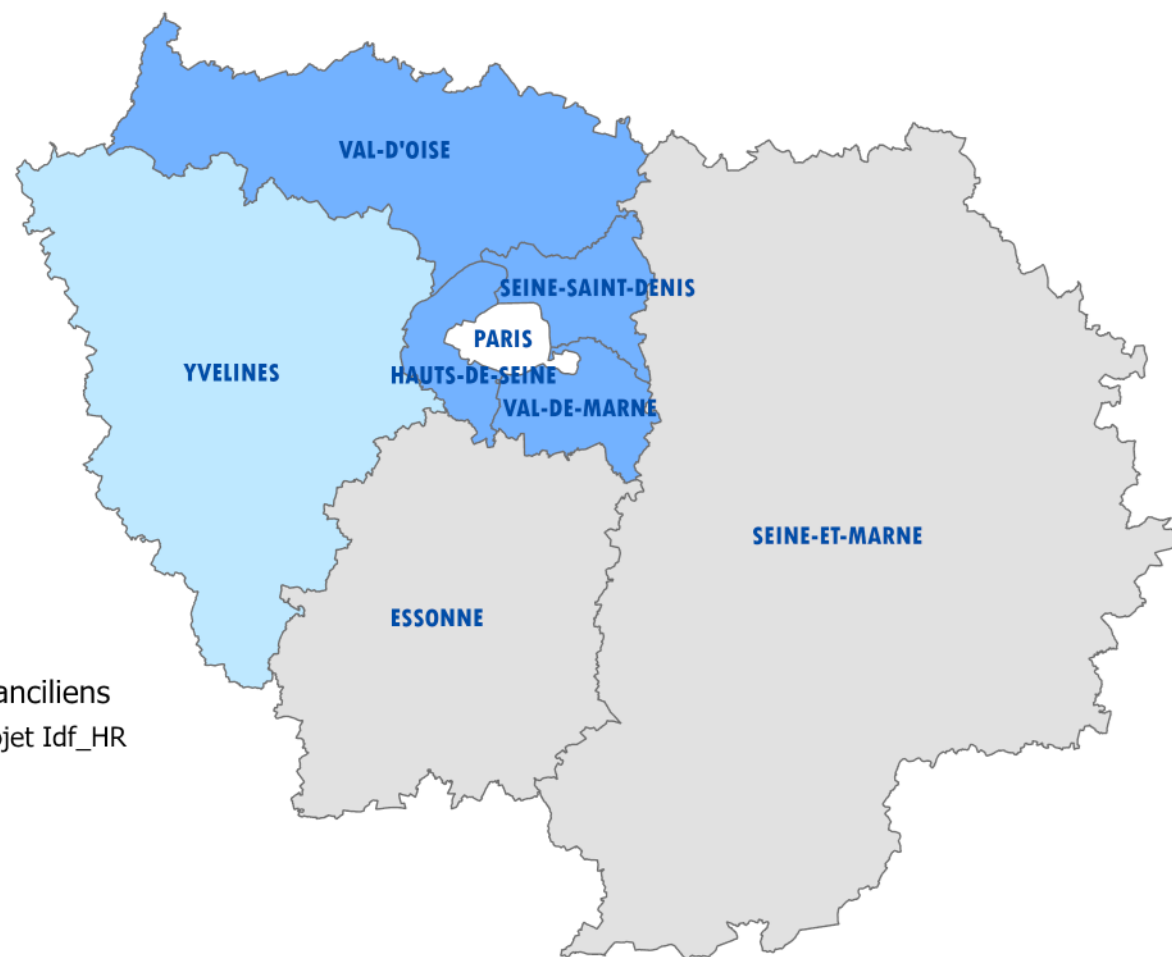 VAL-D'OISE
SEINE-SAINT-DENIS
PARIS
YVELINES
HAUTS-DE-SEINE
VAL-DE-MARNE
SEINE-ET-MARNE
ESSONNE
anciliens
jet Idf_HR